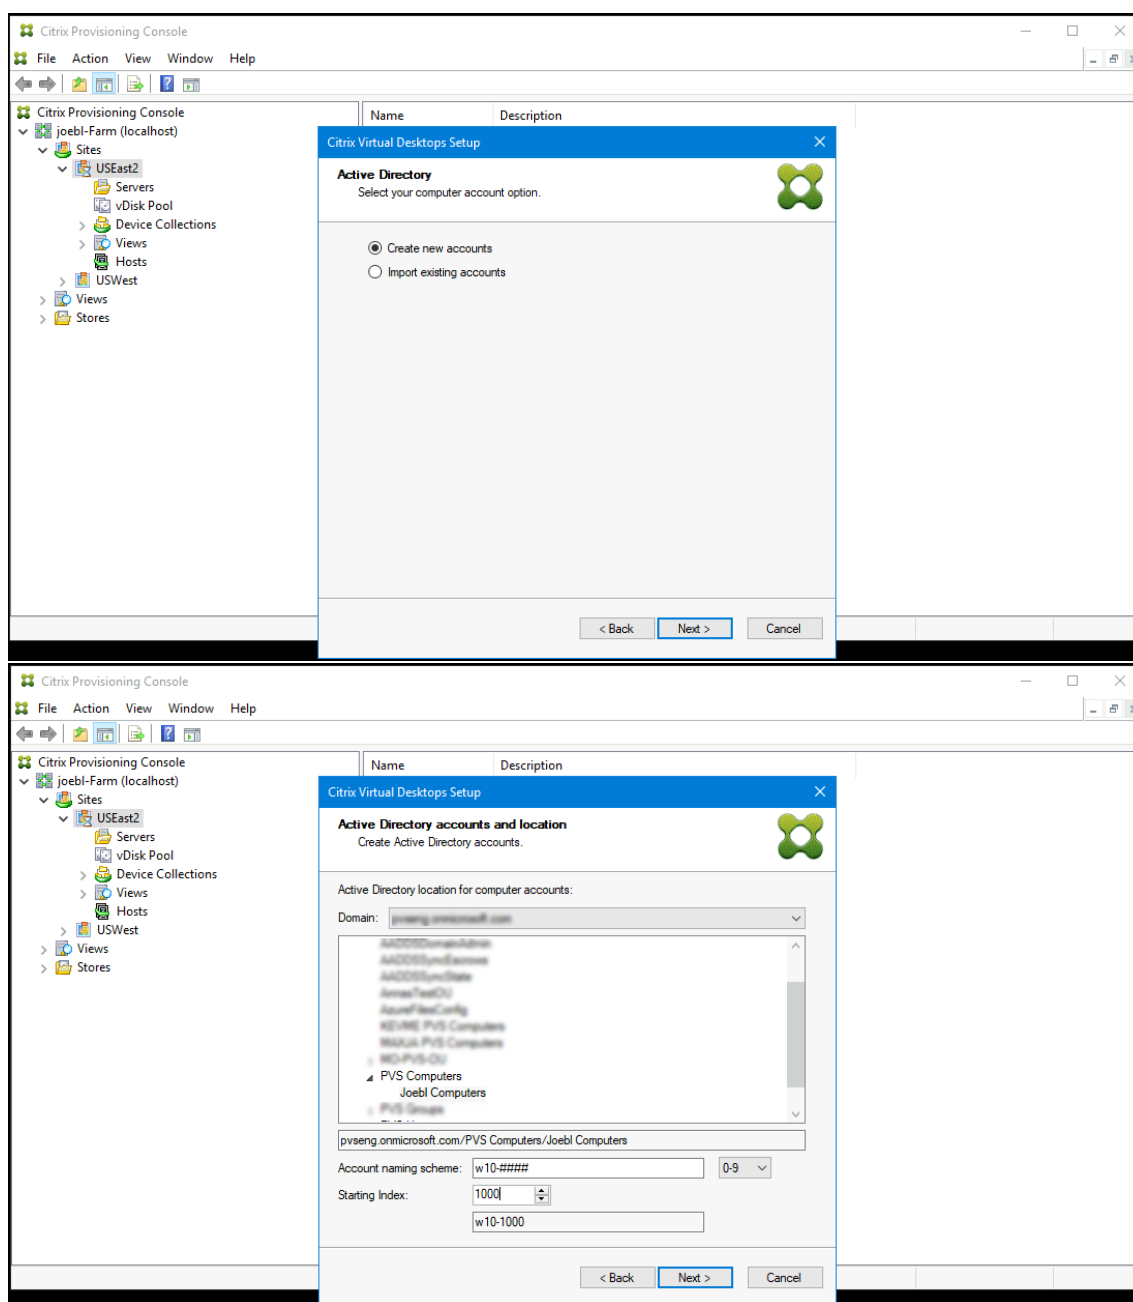 Citrix Provisioning Console
File Action View Window Help
Citrix Provisioning Console
joebl-Farm (localhost)
Sites
USEast2
Servers
vDisk Pool
Device Collections
Views
Hosts
USWest
Views
Stores
Name Description
Citrix Virtual Desktops Setup
Active Directory
Select your computer account option.
Create new accounts
Import existing accounts
< Back Next > Cancel
Citrix Provisioning Console
File Action View Window Help
Citrix Provisioning Console
joebl-Farm (localhost)
Sites
USEast2
Servers
vDisk Pool
Device Collections
Views
Hosts
USWest
Views
Stores
Name Description
Citrix Virtual Desktops Setup
Active Directory accounts and location
Create Active Directory accounts.
Active Directory location for computer accounts:
Domain:
PVS Computers
Joebl Computers
pvseng.onmicrosoft.com/PVS Computers/Joebl Computers
Account naming scheme: w10-#### 0-9
Starting Index: 1000
w10-1000
< Back Next > Cancel